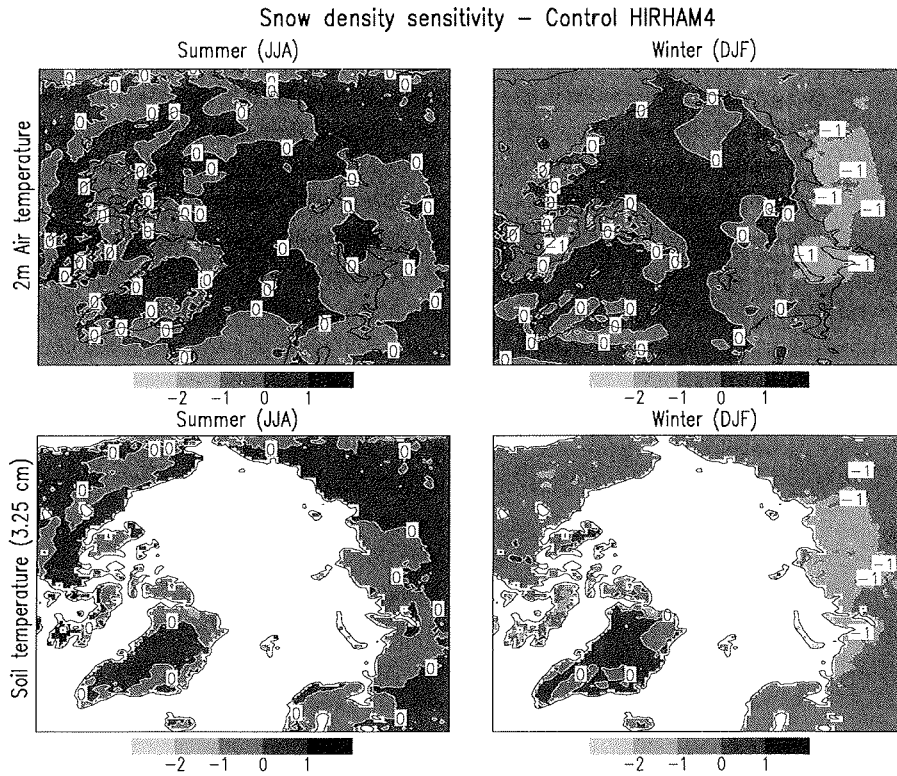 Snow density sensitivity – Control HIRHAM4
Summer (JJA)
Winter (DJF)
2m Air temperature
-2 -1 0 1
-2 -1 0 1
Summer (JJA)
Winter (DJF)
Soil temperature (3.25 cm)
-2 -1 0 1
-2 -1 0 1